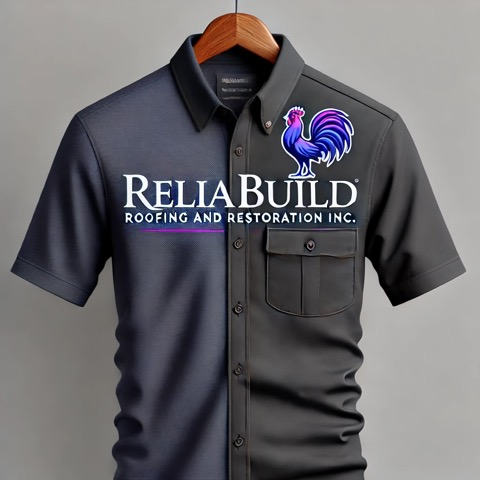 RELIABUILD®
ROOFING AND RESTORATION INC.